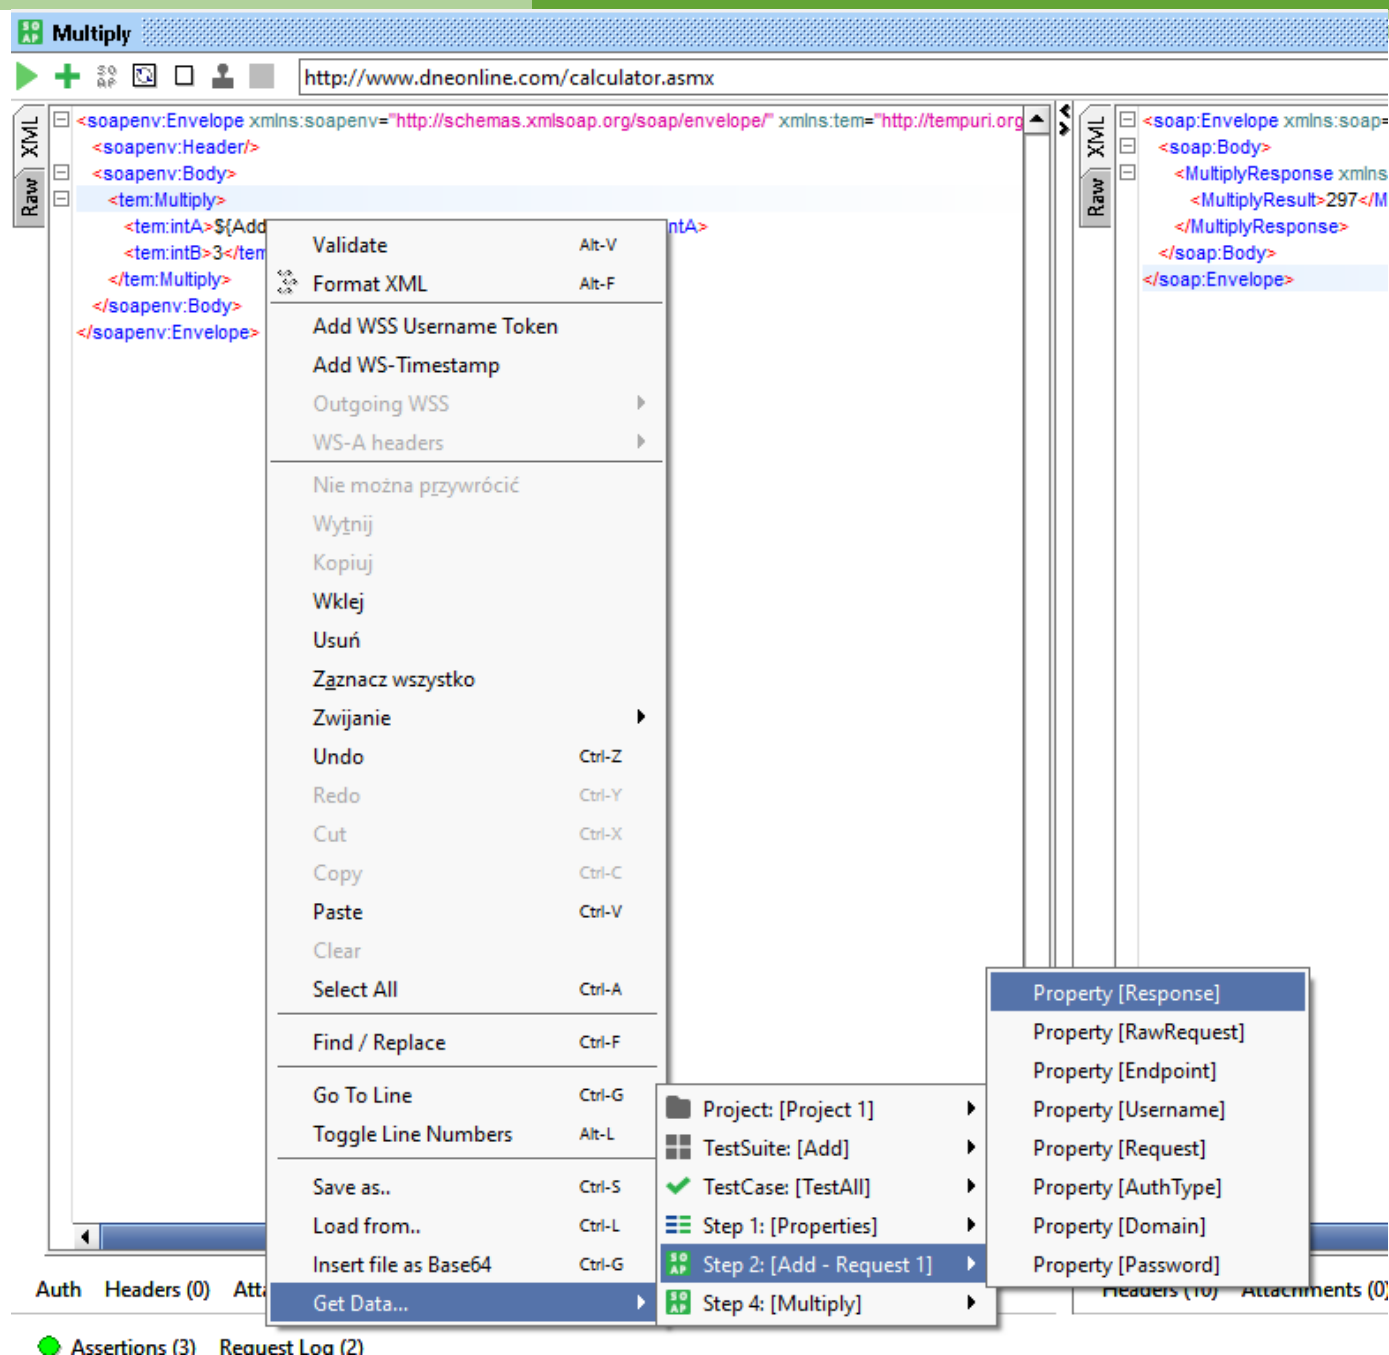 Multiply
http://www.dneonline.com/calculator.asmx
XML
Raw
<soapenv:Envelope xmlns:soapenv="http://schemas.xmlsoap.org/soap/envelope/" xmlns:tem="http://tempuri.org
<soapenv:Header/>
<soapenv:Body>
<tem:Multiply>
<tem:intA>${Add ntA>
<tem:intB>3</tem
</tem:Multiply>
</soapenv:Body>
</soapenv:Envelope>
XML
Raw
<soap:Envelope xmlns:soap=
<soap:Body>
<MultiplyResponse xmlns
<MultiplyResult>297</M
</MultiplyResponse>
</soap:Body>
</soap:Envelope>
Validate Alt-V
Format XML Alt-F
Add WSS Username Token
Add WS-Timestamp
Outgoing WSS
WS-A headers
Nie można przywrócić
Wytnij
Kopiuj
Wklej
Usuń
Zaznacz wszystko
Zwijanie
Undo Ctrl-Z
Redo Ctrl-Y
Cut Ctrl-X
Copy Ctrl-C
Paste Ctrl-V
Clear
Select All Ctrl-A
Find / Replace Ctrl-F
Go To Line Ctrl-G
Toggle Line Numbers Alt-L
Save as.. Ctrl-S
Load from.. Ctrl-L
Insert file as Base64 Ctrl-G
Get Data...
Project: [Project 1]
TestSuite: [Add]
TestCase: [TestAll]
Step 1: [Properties]
Step 2: [Add - Request 1]
Step 4: [Multiply]
Property [Response]
Property [RawRequest]
Property [Endpoint]
Property [Username]
Property [Request]
Property [AuthType]
Property [Domain]
Property [Password]
Auth Headers (0) Atta
Headers (10) Attachments (0)
Assertions (3) Request Log (2)